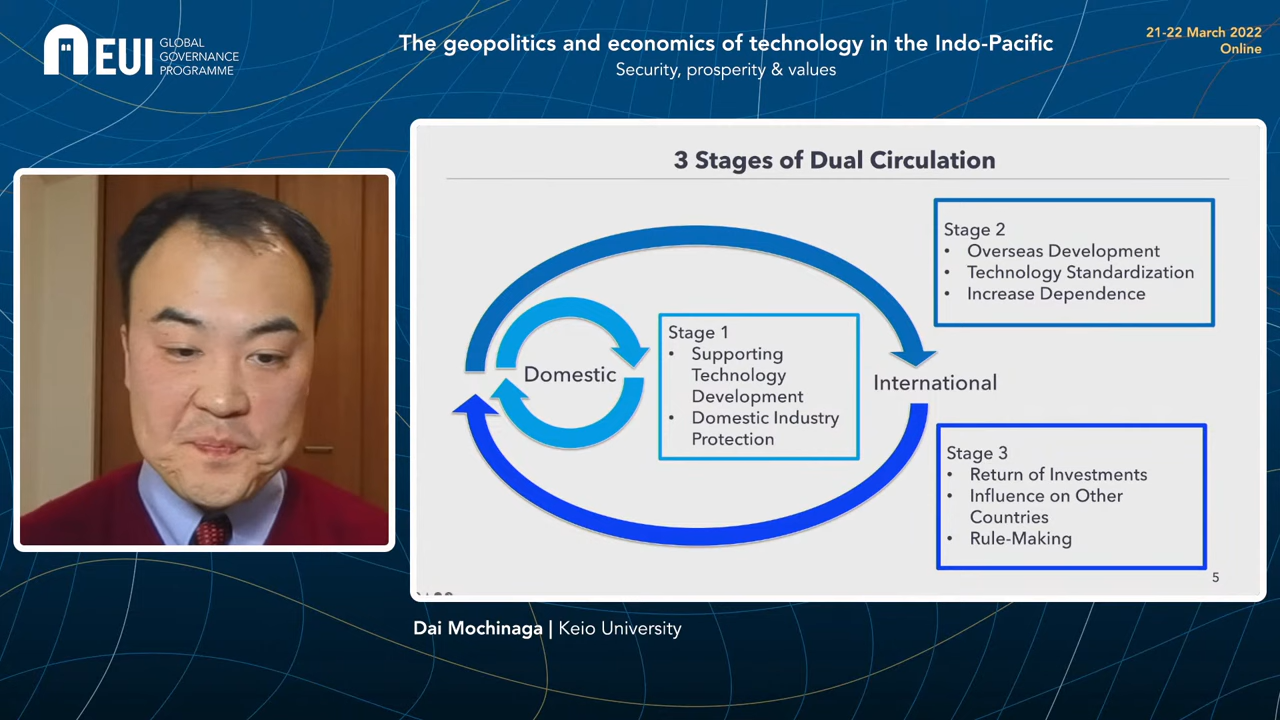 EUI
GLOBAL
GOVERNANCE
PROGRAMME
The geopolitics and economics of technology in the Indo-Pacific
Security, prosperity & values
21-22 March 2022
Online
3 Stages of Dual Circulation
Stage 2
• Overseas Development
• Technology Standardization
• Increase Dependence
Domestic
Stage 1
• Supporting
Technology
Development
• Domestic Industry
Protection
International
Stage 3
• Return of Investments
• Influence on Other
Countries
• Rule-Making
5
Dai Mochinaga | Keio University